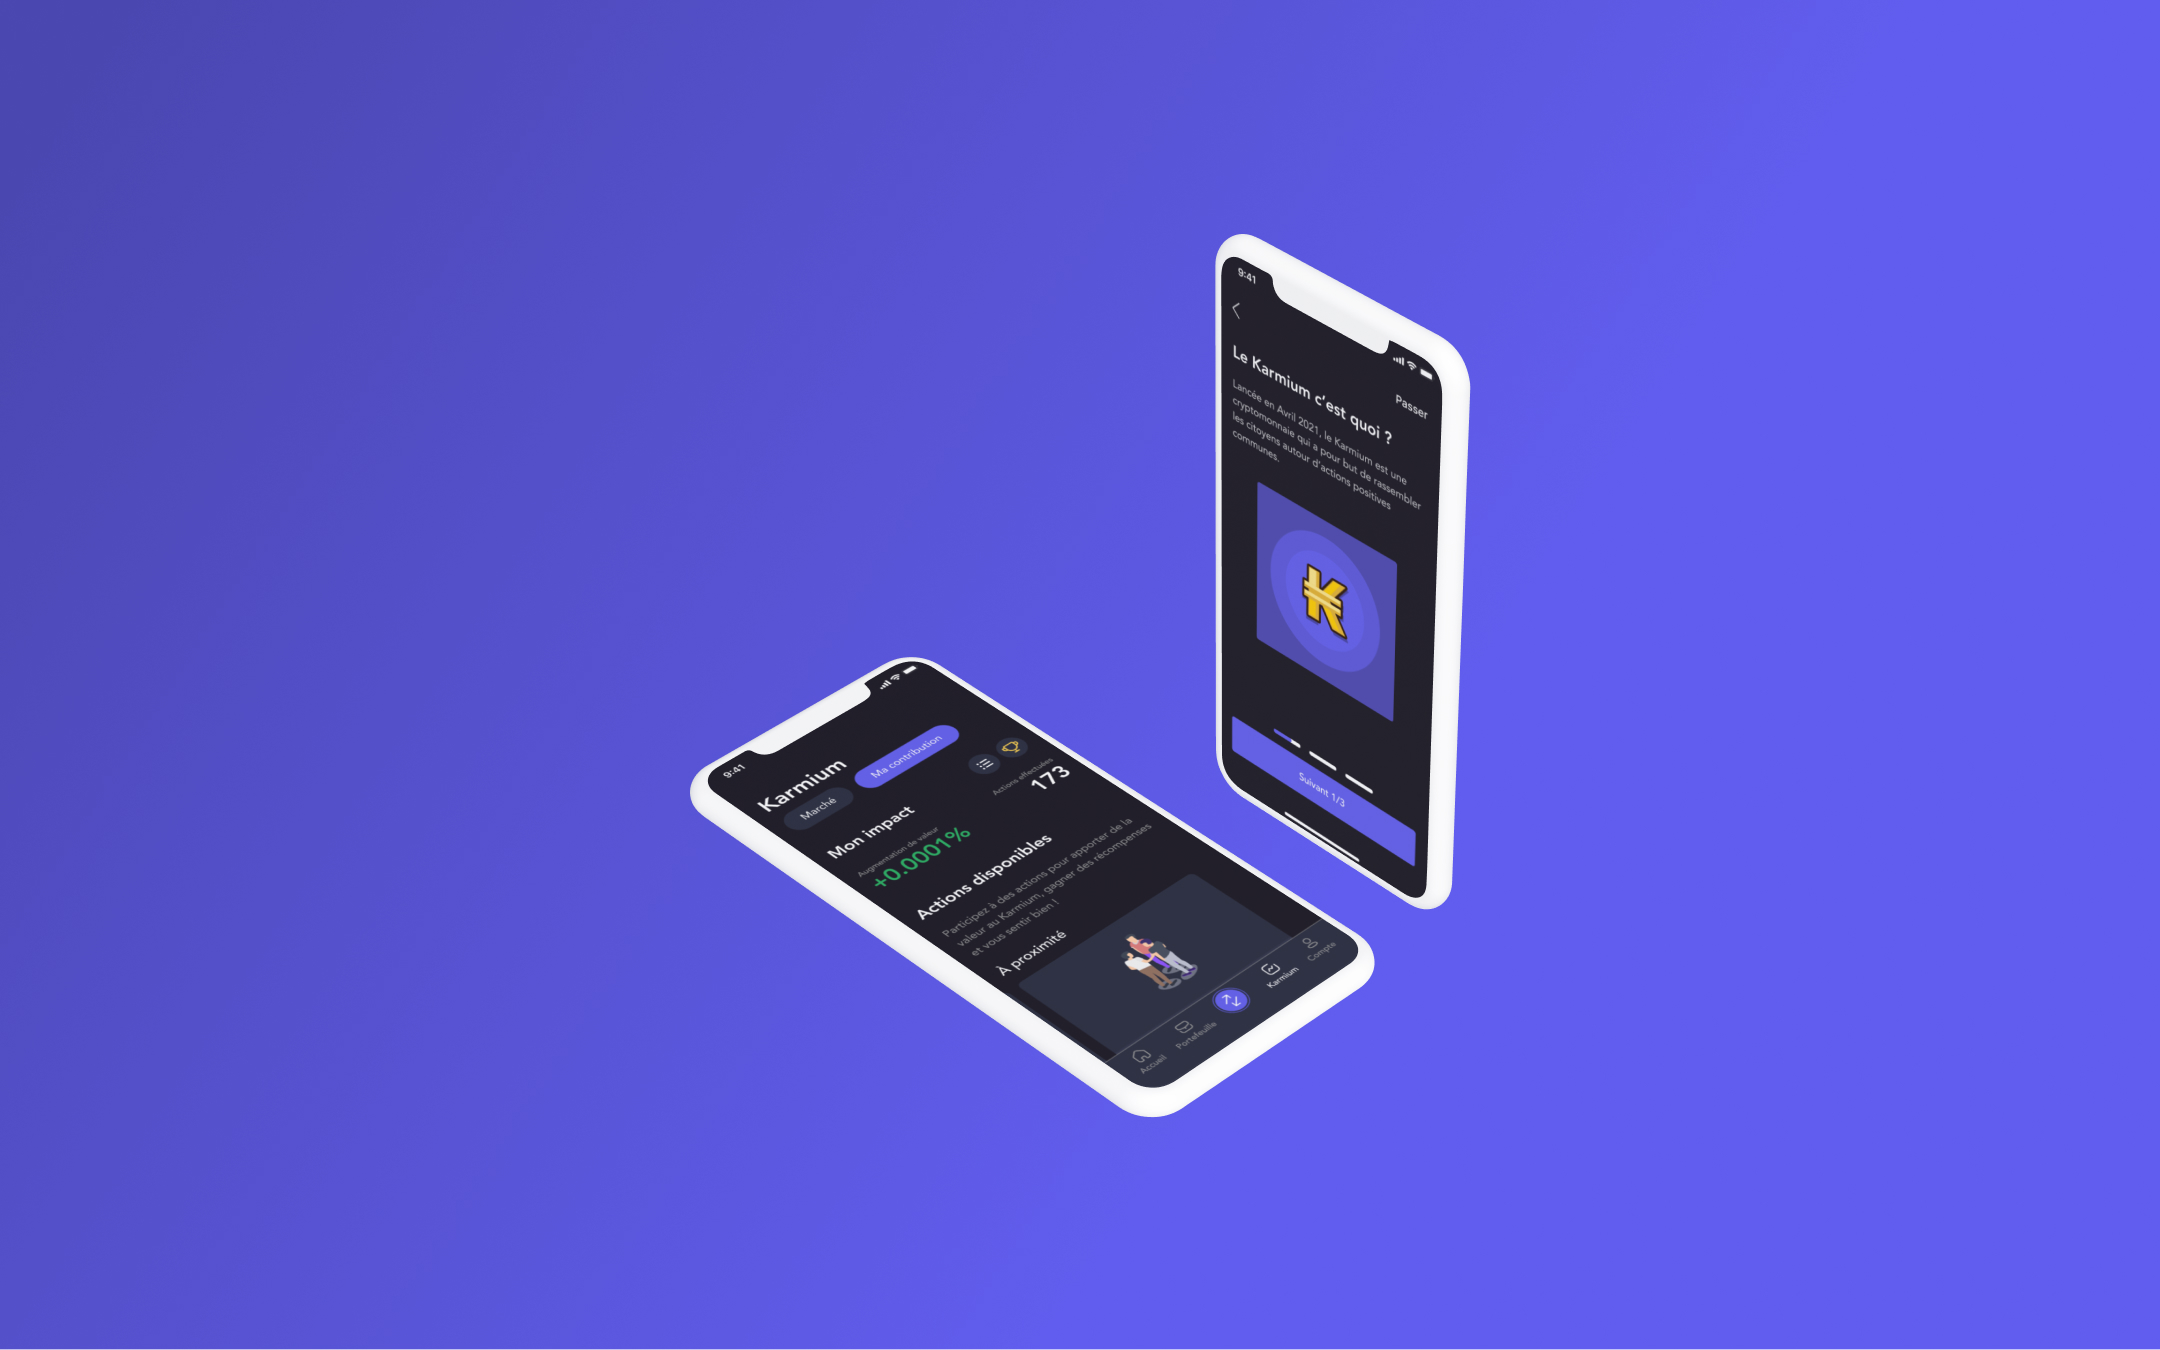 9:41
Karmium
Marché
Ma contribution
Mon impact
Augmentation de valeur
+0.0001%
Actions effectuées
173
Actions disponibles
Participez à des actions pour apporter de la
valeur au Karmium, gagner des récompenses
et vous sentir bien !
À proximité
Accueil
Portefeuille
Karmium
Compte
9:41
Passer
Le Karmium c'est quoi ?
Lancée en Avril 2021, le Karmium est une
cryptomonnaie qui a pour but de rassembler
les citoyens autour d'actions positives
communes.
Suivant 1/3